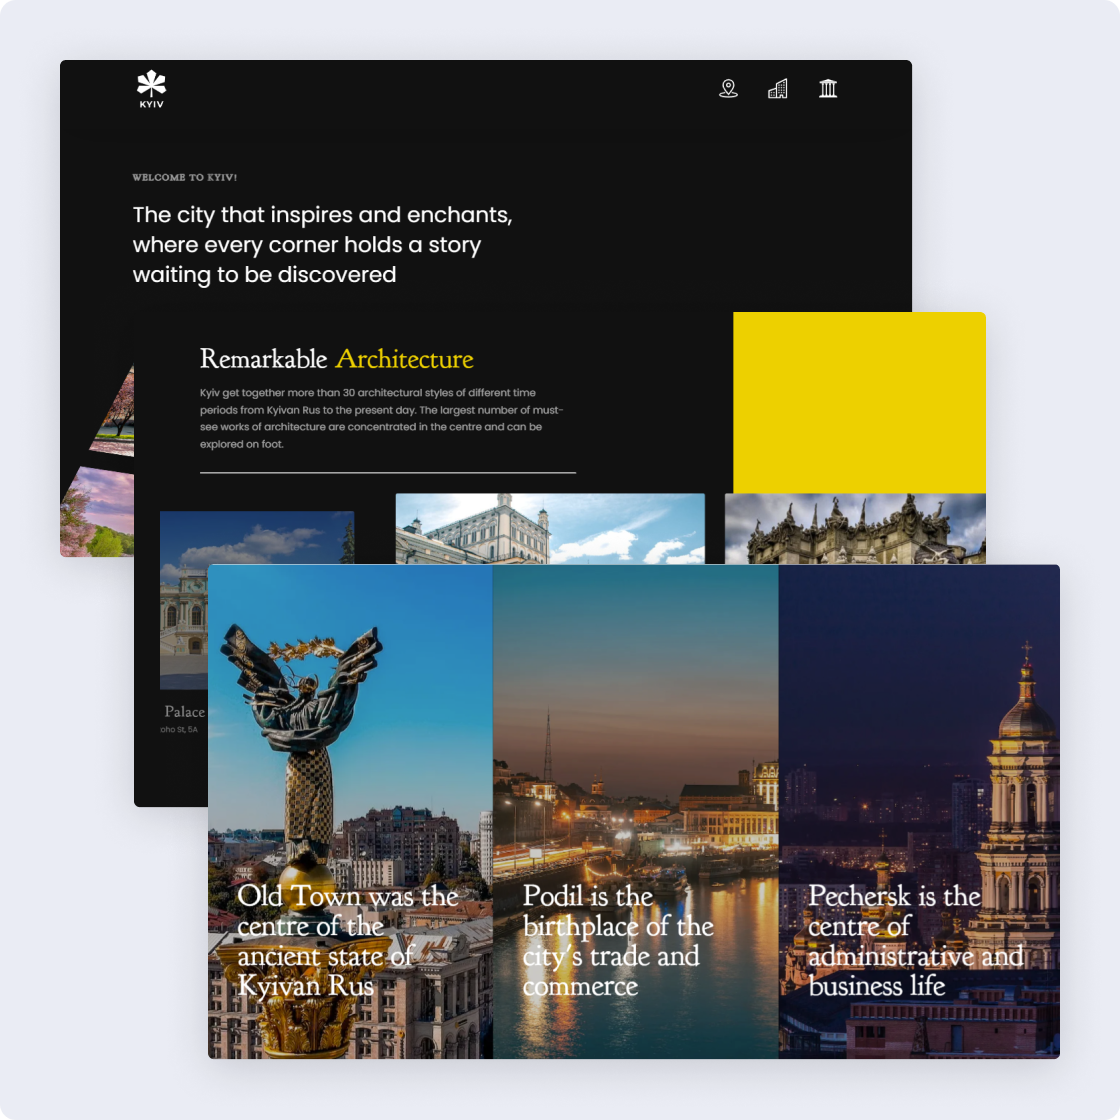 KYIV
WELCOME TO KYIV!
The city that inspires and enchants,
where every corner holds a story
waiting to be discovered
Remarkable Architecture
Kyiv get together more than 30 architectural styles of different time
periods from Kyivan Rus to the present day. The largest number of must-
see works of architecture are concentrated in the centre and can be
explored on foot.
Palace
oho St, 5A
Old Town was the
centre of the
ancient state of
Kyivan Rus
Podil is the
birthplace of the
city's trade and
commerce
Pechersk is the
centre of
administrative and
business life